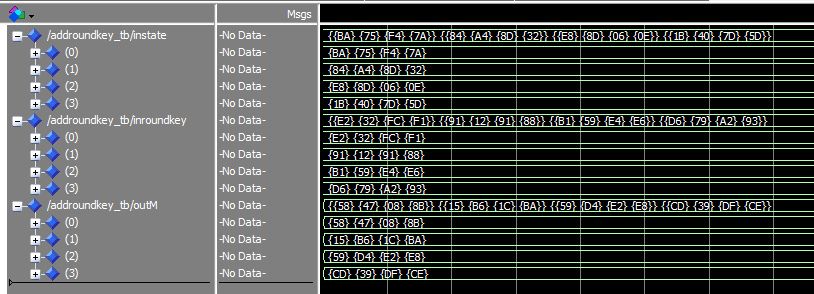 Msgs
/addroundkey_tb/instate -No Data- {{BA} {75} {F4} {7A}} {{84} {A4} {8D} {32}} {{E8} {8D} {06} {0E}} {{1B} {40} {7D} {5D}}
(0) -No Data- {BA} {75} {F4} {7A}
(1) -No Data- {84} {A4} {8D} {32}
(2) -No Data- {E8} {8D} {06} {0E}
(3) -No Data- {1B} {40} {7D} {5D}
/addroundkey_tb/inroundkey -No Data- {{E2} {32} {FC} {F1}} {{91} {12} {91} {88}} {{B1} {59} {E4} {E6}} {{D6} {79} {A2} {93}}
(0) -No Data- {E2} {32} {FC} {F1}
(1) -No Data- {91} {12} {91} {88}
(2) -No Data- {B1} {59} {E4} {E6}
(3) -No Data- {D6} {79} {A2} {93}
/addroundkey_tb/outM -No Data- {{58} {47} {08} {8B}} {{15} {B6} {1C} {BA}} {{59} {D4} {E2} {E8}} {{CD} {39} {DF} {CE}}
(0) -No Data- {58} {47} {08} {8B}
(1) -No Data- {15} {B6} {1C} {BA}
(2) -No Data- {59} {D4} {E2} {E8}
(3) -No Data- {CD} {39} {DF} {CE}